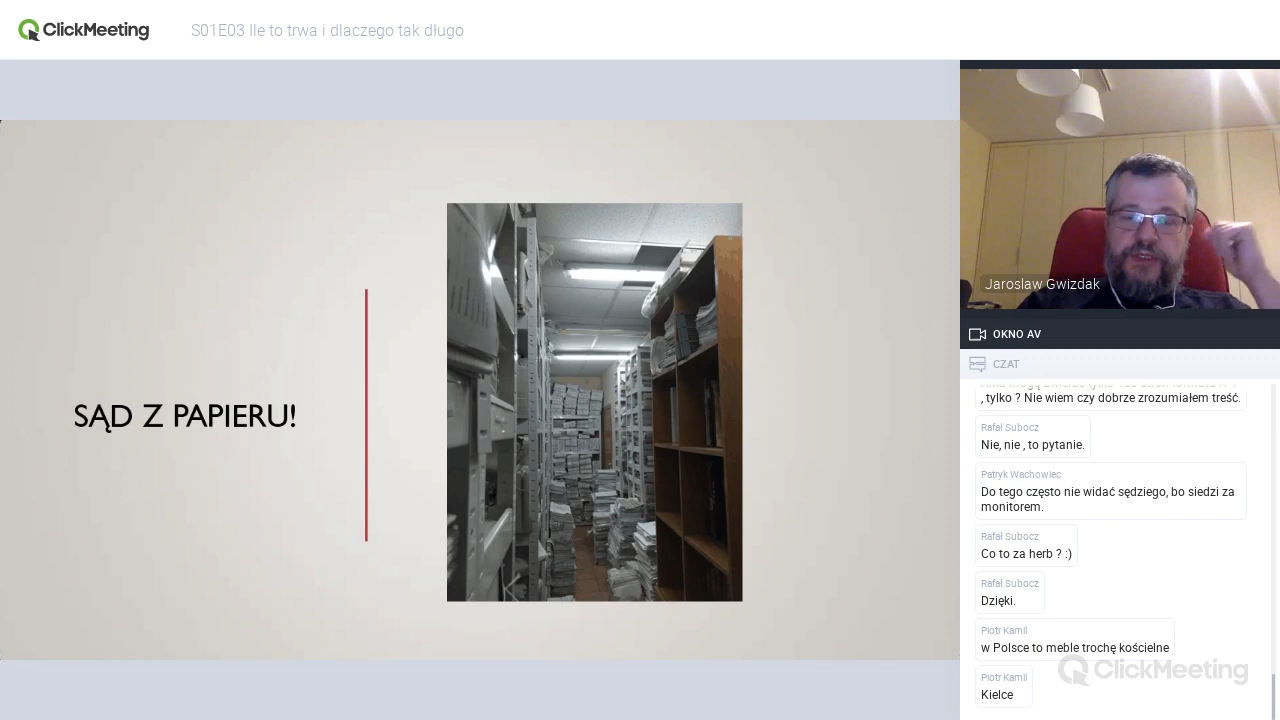 ClickMeeting
S01E03 Ile to trwa i dlaczego tak długo
SĄD Z PAPIERU!
Jaroslaw Gwizdak
OKNO AV
CZAT
, tylko ? Nie wiem czy dobrze zrozumiałem treść.
Rafał Subocz
Nie, nie , to pytanie.
Patryk Wachowiec
Do tego często nie widać sędziego, bo siedzi za
monitorem.
Rafał Subocz
Co to za herb ? :)
Rafał Subocz
Dzięki.
Piotr Kamil
w Polsce to meble trochę kościelne
ClickMeeting
Piotr Kamil
Kielce